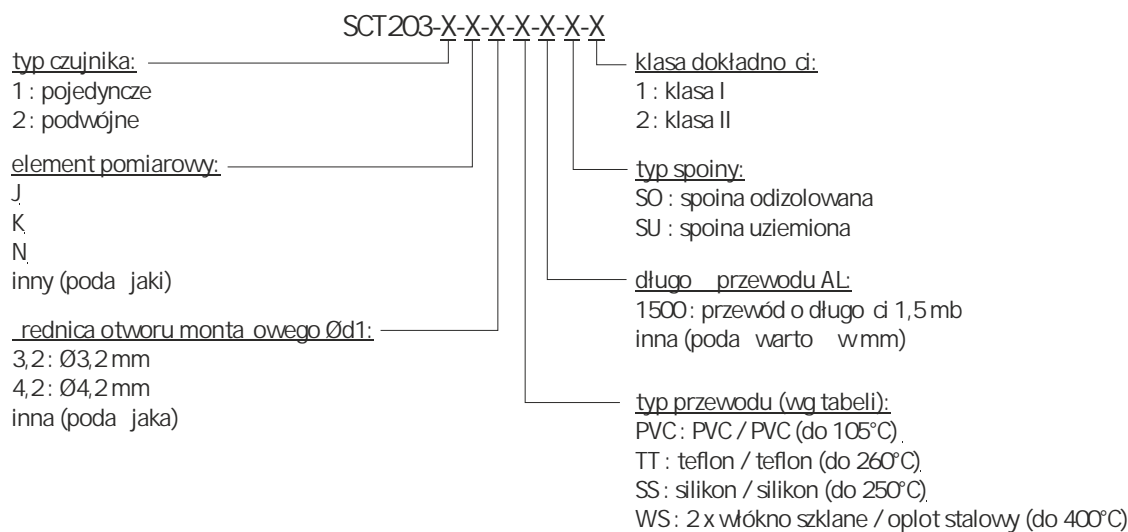 SCT203-X-X-X-X-X-X-X
typ czujnika:
1 : pojedyncze
2 : podwójne
element pomiarowy:
J
K
N
inny (poda jaki)
rednica otworu monta owego Ød1:
3,2 : Ø3,2 mm
4,2 : Ø4,2 mm
inna (poda jaka)
klasa dokładno ci:
1 : klasa I
2 : klasa II
typ spoiny:
SO : spoina odizolowana
SU : spoina uziemiona
długo przewodu AL:
1500 : przewód o długo ci 1,5 mb
inna (poda warto w mm)
typ przewodu (wg tabeli):
PVC : PVC / PVC (do 105°C)
TT : teflon / teflon (do 260°C)
SS : silikon / silikon (do 250°C)
WS : 2 x włókno szklane / oplot stalowy (do 400°C)